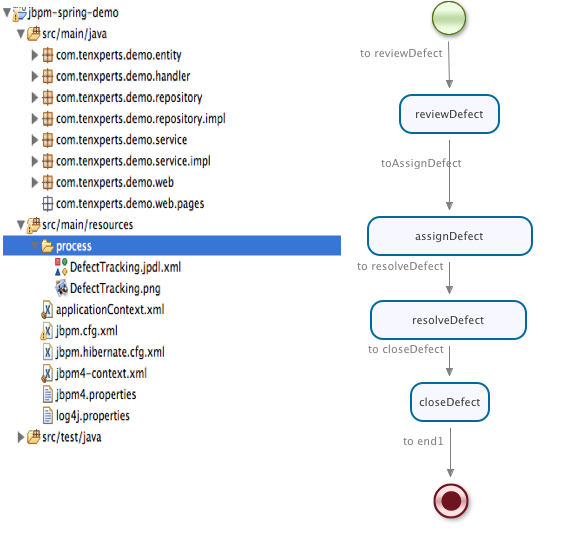 jbpm-spring-demo
src/main/java
com.tenxperts.demo.entity
com.tenxperts.demo.handler
com.tenxperts.demo.repository
com.tenxperts.demo.repository.impl
com.tenxperts.demo.service
com.tenxperts.demo.service.impl
com.tenxperts.demo.web
com.tenxperts.demo.web.pages
src/main/resources
process
DefectTracking.jpdl.xml
DefectTracking.png
applicationContext.xml
jbpm.cfg.xml
jbpm.hibernate.cfg.xml
jbpm4-context.xml
jbpm4.properties
log4j.properties
src/test/java
to reviewDefect
reviewDefect
toAssignDefect
assignDefect
to resolveDefect
resolveDefect
to closeDefect
closeDefect
to end1